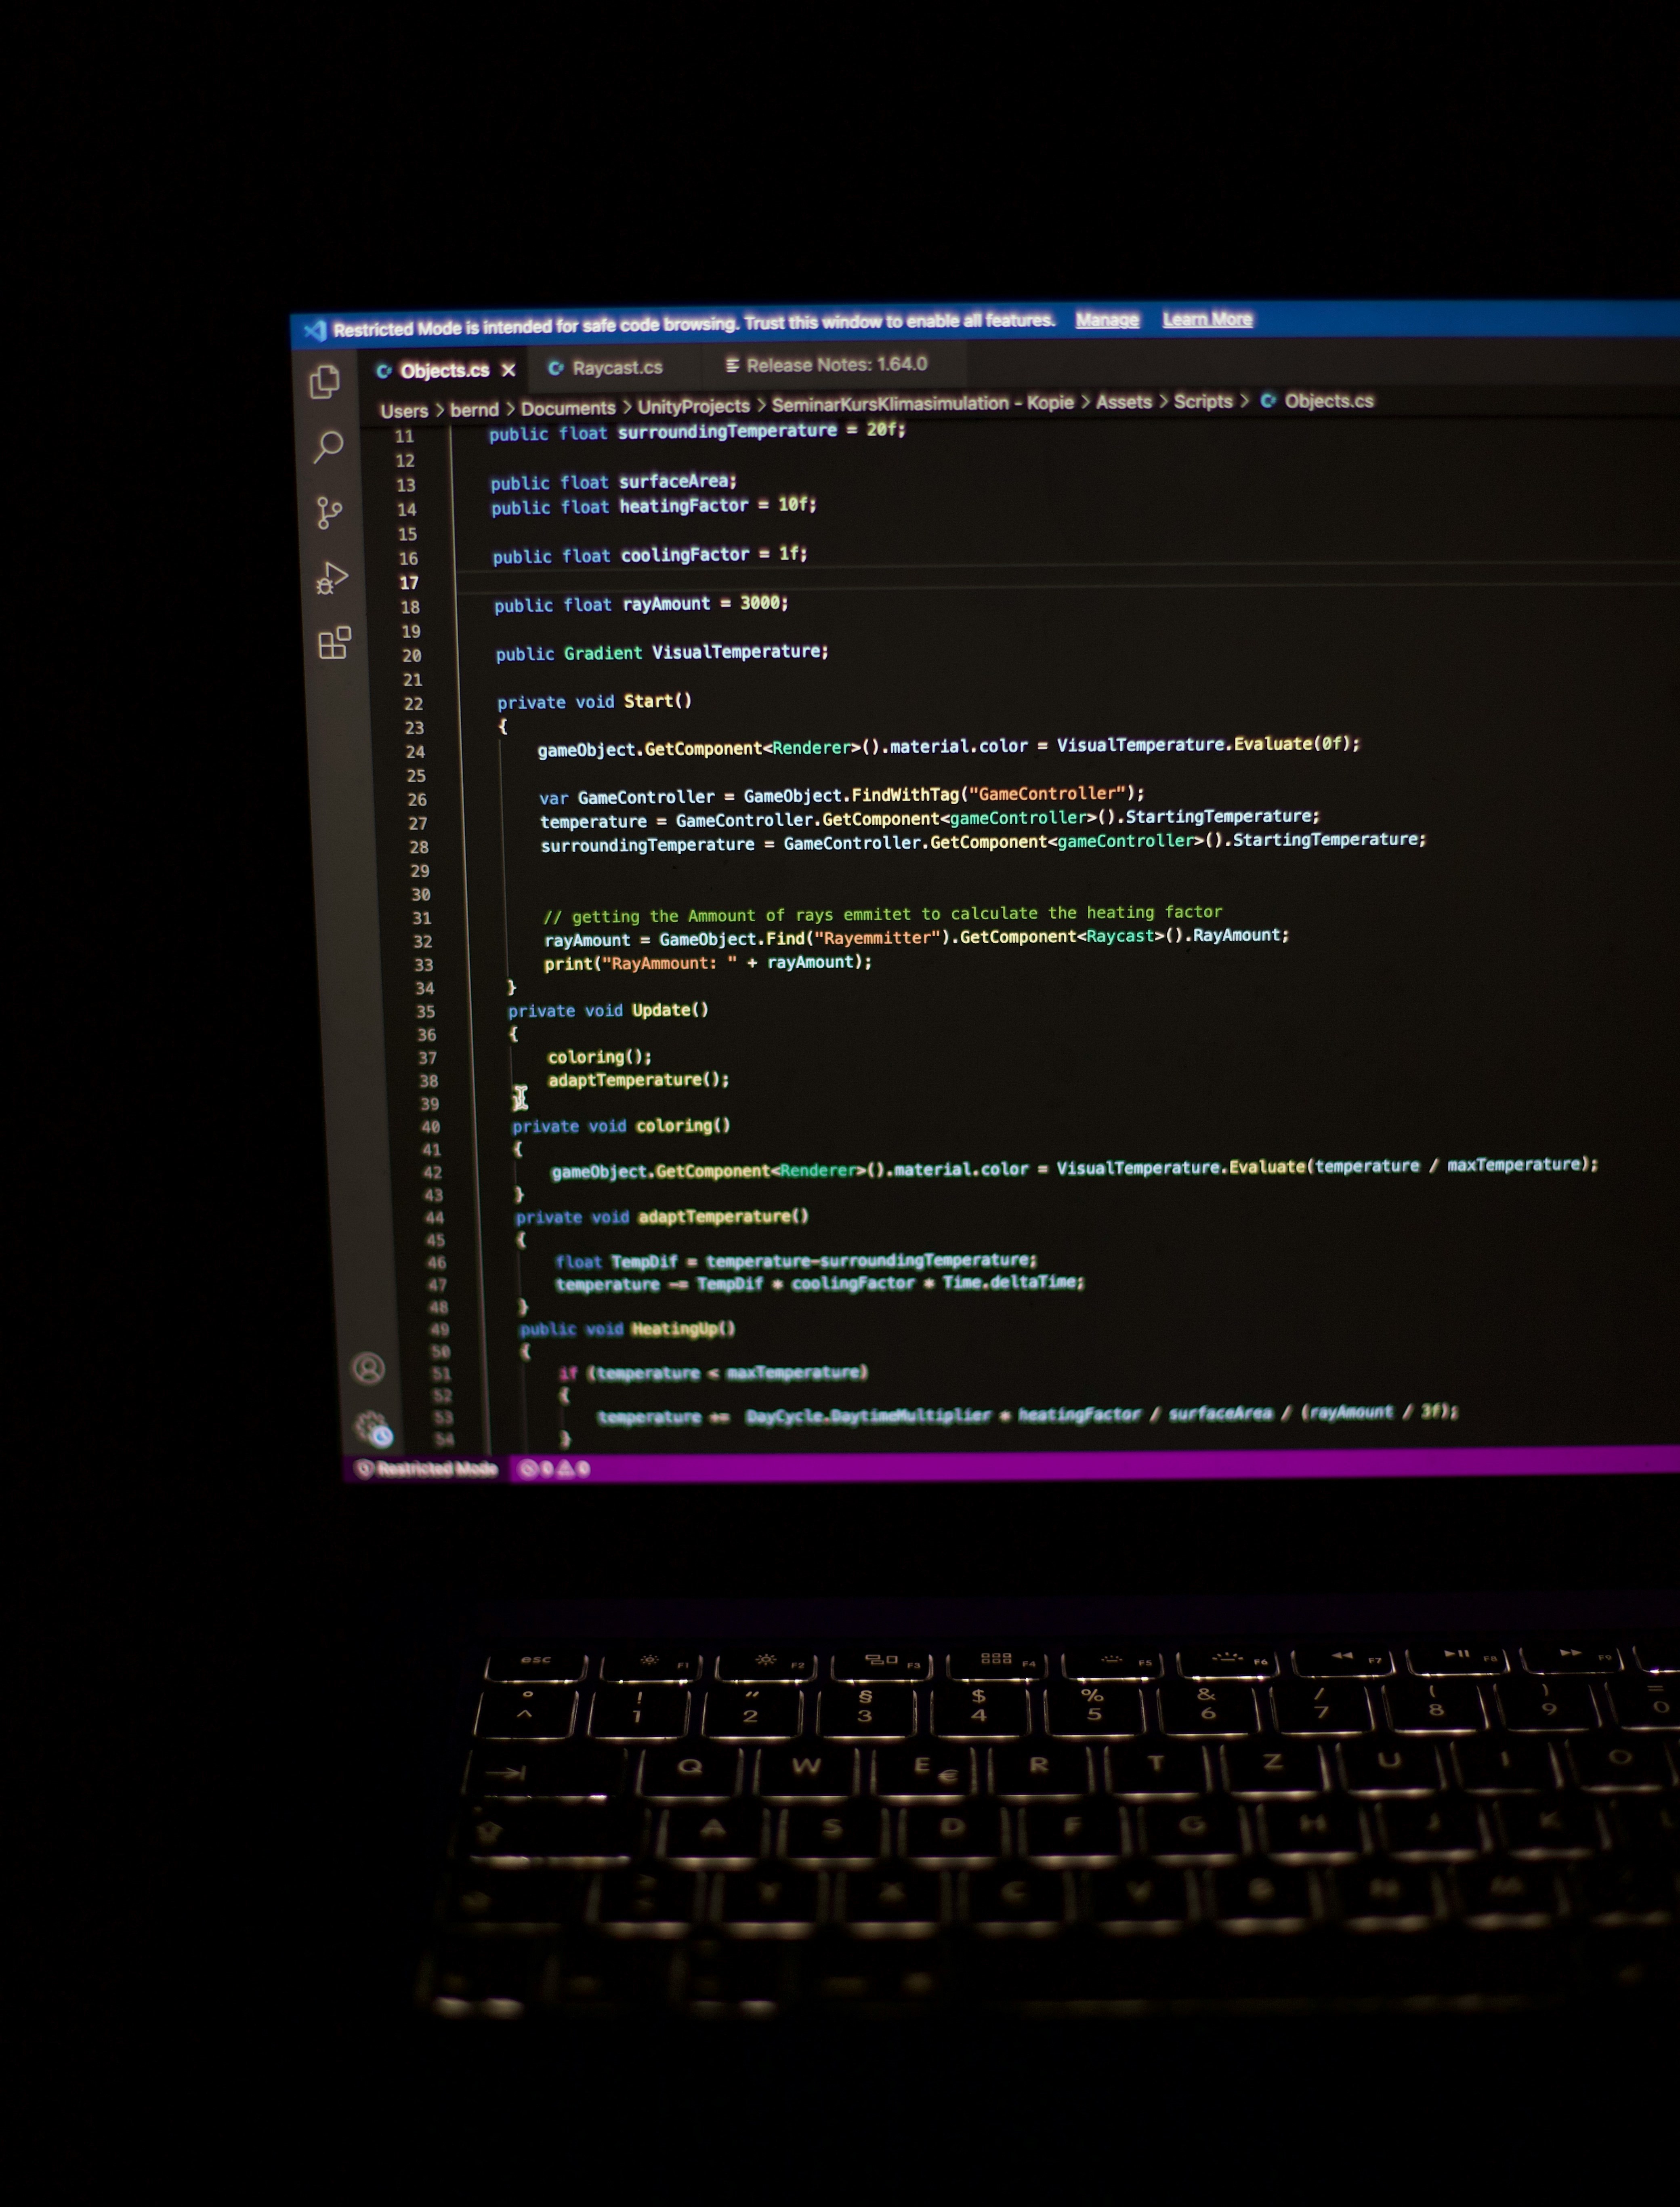 Restricted Mode is intended for safe code browsing. Trust this window to enable all features. Manage Learn More
Objects.cs Raycast.cs Release Notes: 1.64.0
Users > bernd > Documents > UnityProjects > SeminarKursKlimasimulation - Kopie > Assets > Scripts > Objects.cs
11 public float surroundingTemperature = 20f;
12
13 public float surfaceArea;
14 public float heatingFactor = 10f;
15
16 public float coolingFactor = 1f;
17
18 public float rayAmount = 3000;
19
20 public Gradient VisualTemperature;
21
22 private void Start()
23 {
24 gameObject.GetComponent<Renderer>().material.color = VisualTemperature.Evaluate(0f);
25
26 var GameController = GameObject.FindWithTag("GameController");
27 temperature = GameController.GetComponent<gameController>().StartingTemperature;
28 surroundingTemperature = GameController.GetComponent<gameController>().StartingTemperature;
29
30
31 // getting the Ammount of rays emmitet to calculate the heating factor
32 rayAmount = GameObject.Find("Rayemmitter").GetComponent<Raycast>().RayAmount;
33 print("RayAmmount: " + rayAmount);
34 }
35 private void Update()
36 {
37 coloring();
38 adaptTemperature();
39 }
40 private void coloring()
41 {
42 gameObject.GetComponent<Renderer>().material.color = VisualTemperature.Evaluate(temperature / maxTemperature);
43 }
44 private void adaptTemperature()
45 {
46 float TempDif = temperature-surroundingTemperature;
47 temperature -= TempDif * coolingFactor * Time.deltaTime;
48 }
49 public void HeatingUp()
50 {
51 if (temperature < maxTemperature)
52 {
53 temperature += DayCycle.DaytimeMultiplier * heatingFactor / surfaceArea / (rayAmount / 3f);
54 }
Restricted Mode 0 0
esc F1 F2 F3 F4 F5 F6 F7 F8 F9
° ! " § $ % & / ( ) =
^ 1 2 3 4 5 6 7 8 9 0
Q W E € R T Z U I O
A S D F G H J K
Y X C V B N M